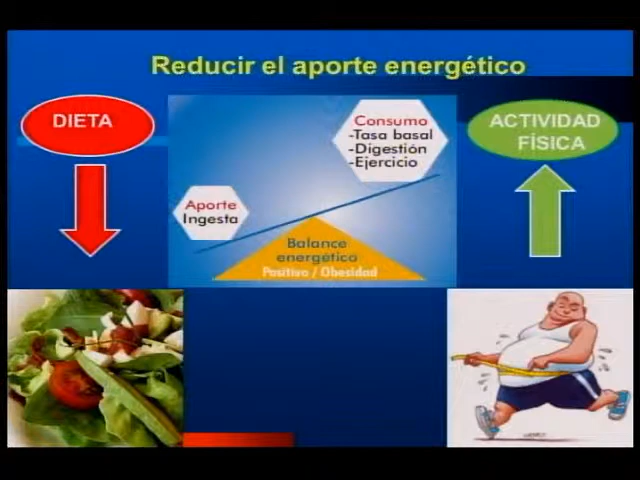 Reducir el aporte energético
DIETA
Aporte
Ingesta
Consumo
-Tasa basal
-Digestión
-Ejercicio
Balance
energético
Positivo / Obesidad
ACTIVIDAD
FÍSICA